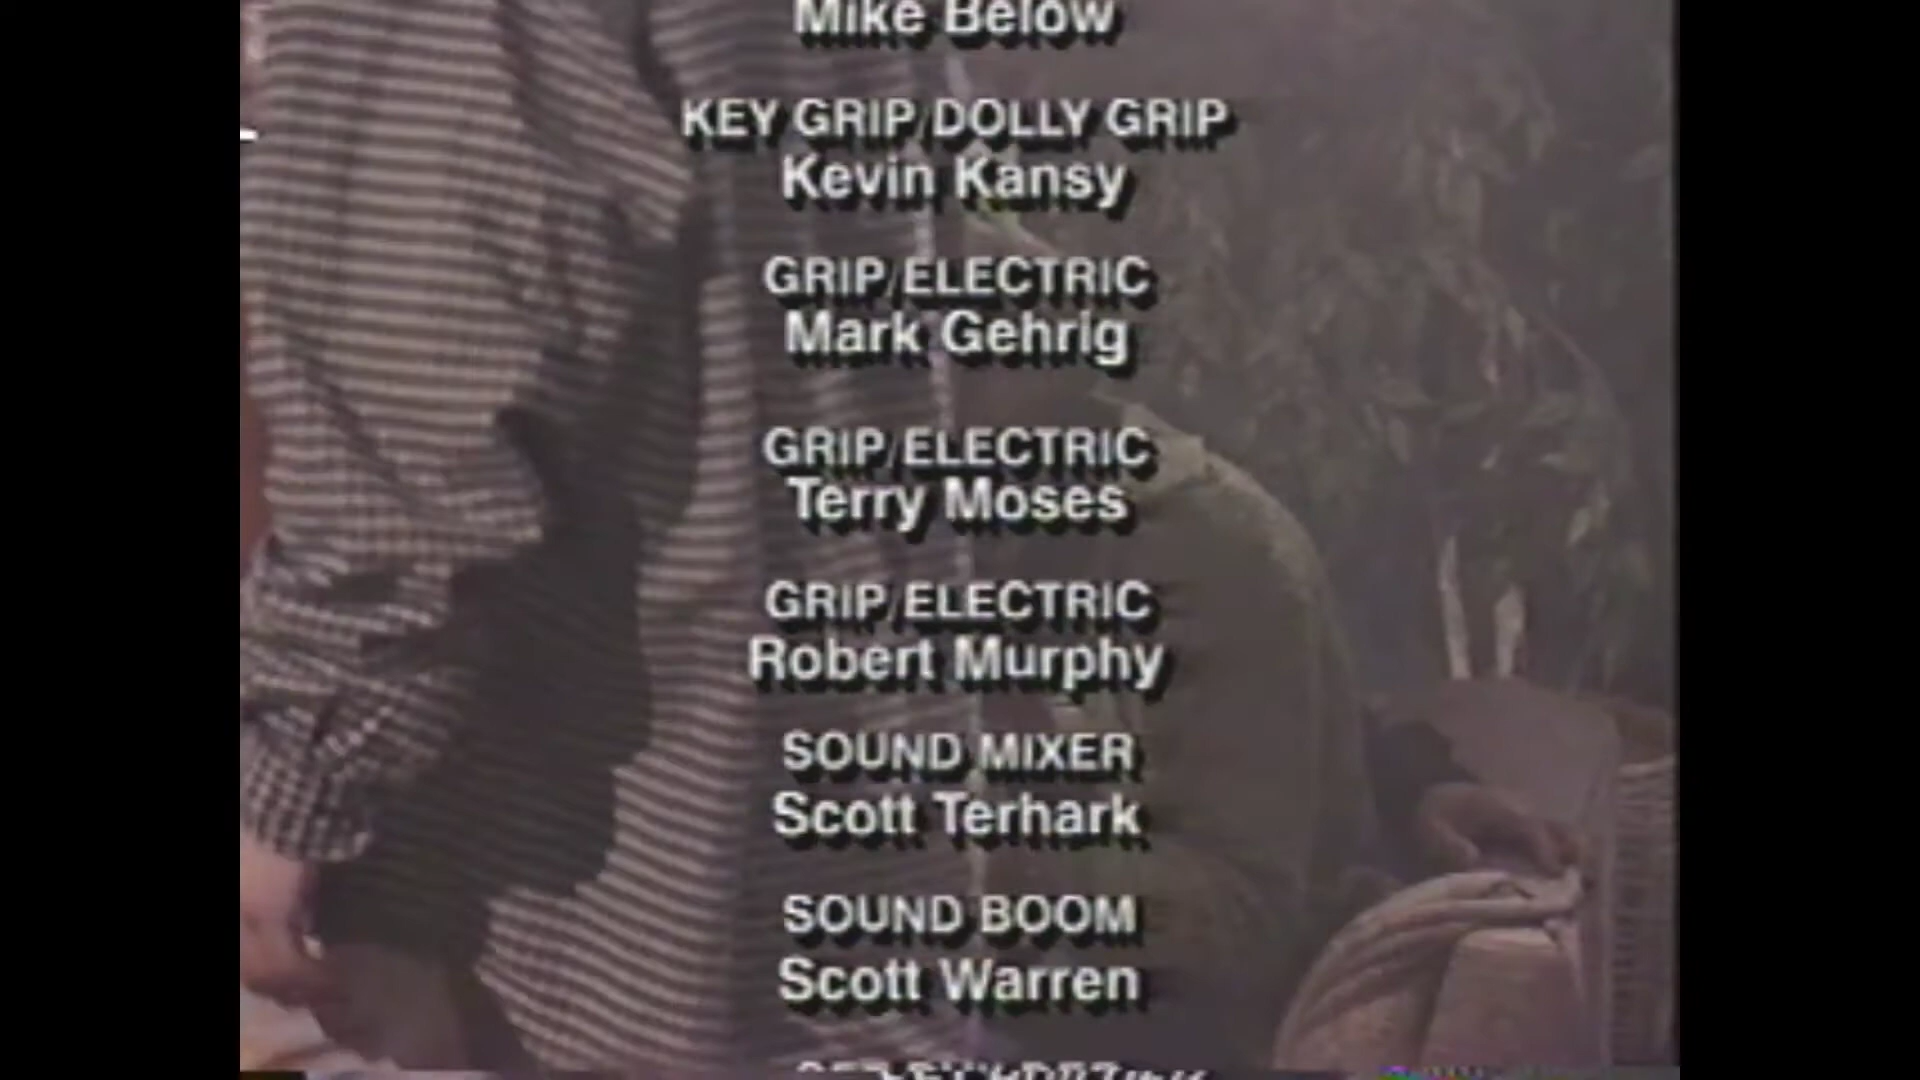 Mike Below
KEY GRIP/DOLLY GRIP
Kevin Kansy
GRIP/ELECTRIC
Mark Gehrig
GRIP/ELECTRIC
Terry Moses
GRIP/ELECTRIC
Robert Murphy
SOUND MIXER
Scott Terhark
SOUND BOOM
Scott Warren